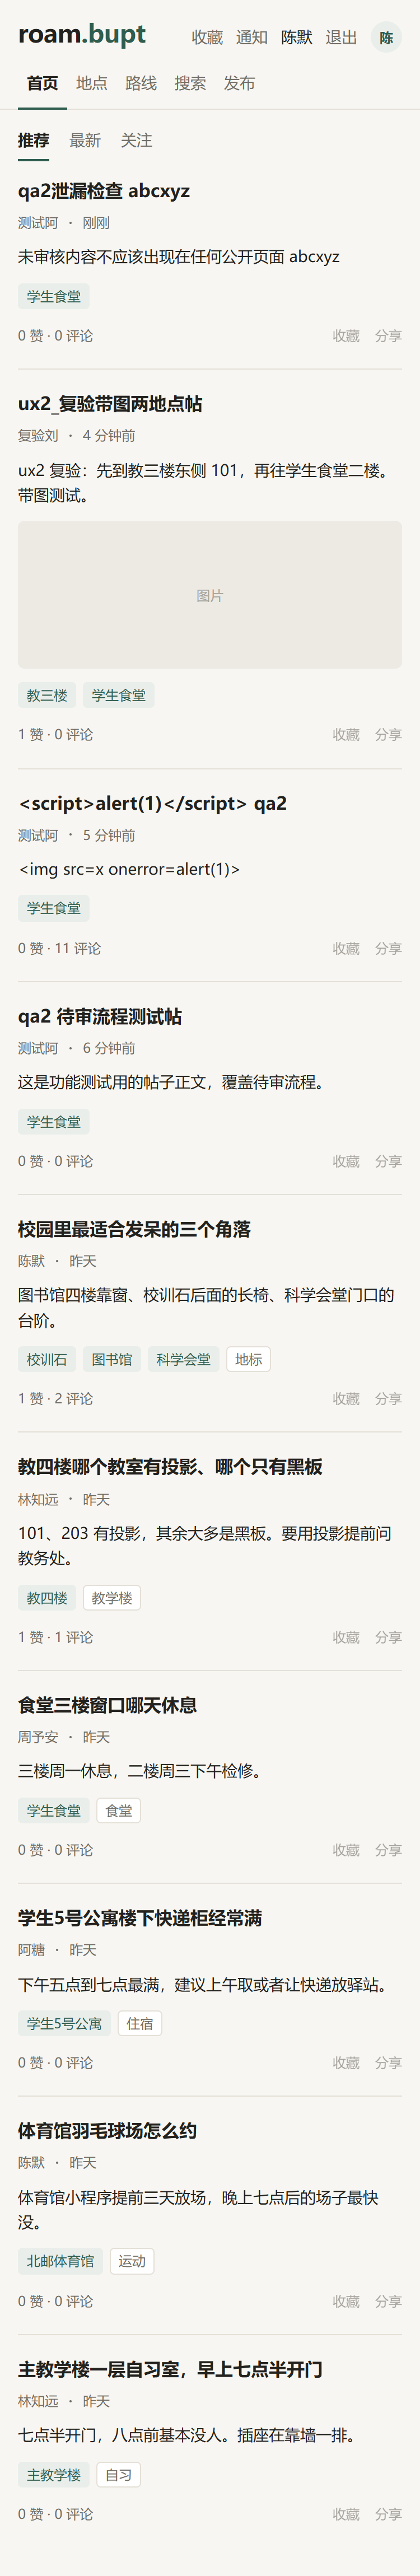 roam.bupt 收藏 通知 陈默 退出 陈
首页 地点 路线 搜索 发布
推荐 最新 关注
qa2泄漏检查 abcxyz
测试阿 · 刚刚
未审核内容不应该出现在任何公开页面 abcxyz
学生食堂
0 赞 · 0 评论 收藏 分享
ux2_复验带图两地点帖
复验刘 · 4 分钟前
ux2 复验：先到教三楼东侧 101，再往学生食堂二楼。
带图测试。
图片
教三楼 学生食堂
1 赞 · 0 评论 收藏 分享
<script>alert(1)</script> qa2
测试阿 · 5 分钟前
<img src=x onerror=alert(1)>
学生食堂
0 赞 · 11 评论 收藏 分享
qa2 待审流程测试帖
测试阿 · 6 分钟前
这是功能测试用的帖子正文，覆盖待审流程。
学生食堂
0 赞 · 0 评论 收藏 分享
校园里最适合发呆的三个角落
陈默 · 昨天
图书馆四楼靠窗、校训石后面的长椅、科学会堂门口的
台阶。
校训石 图书馆 科学会堂 地标
1 赞 · 2 评论 收藏 分享
教四楼哪个教室有投影、哪个只有黑板
林知远 · 昨天
101、203 有投影，其余大多是黑板。要用投影提前问
教务处。
教四楼 教学楼
1 赞 · 1 评论 收藏 分享
食堂三楼窗口哪天休息
周予安 · 昨天
三楼周一休息，二楼周三下午检修。
学生食堂 食堂
0 赞 · 0 评论 收藏 分享
学生5号公寓楼下快递柜经常满
阿糖 · 昨天
下午五点到七点最满，建议上午取或者让快递放驿站。
学生5号公寓 住宿
0 赞 · 0 评论 收藏 分享
体育馆羽毛球场怎么约
陈默 · 昨天
体育馆小程序提前三天放场，晚上七点后的场子最快
没。
北邮体育馆 运动
0 赞 · 0 评论 收藏 分享
主教学楼一层自习室，早上七点半开门
林知远 · 昨天
七点半开门，八点前基本没人。插座在靠墙一排。
主教学楼 自习
0 赞 · 0 评论 收藏 分享